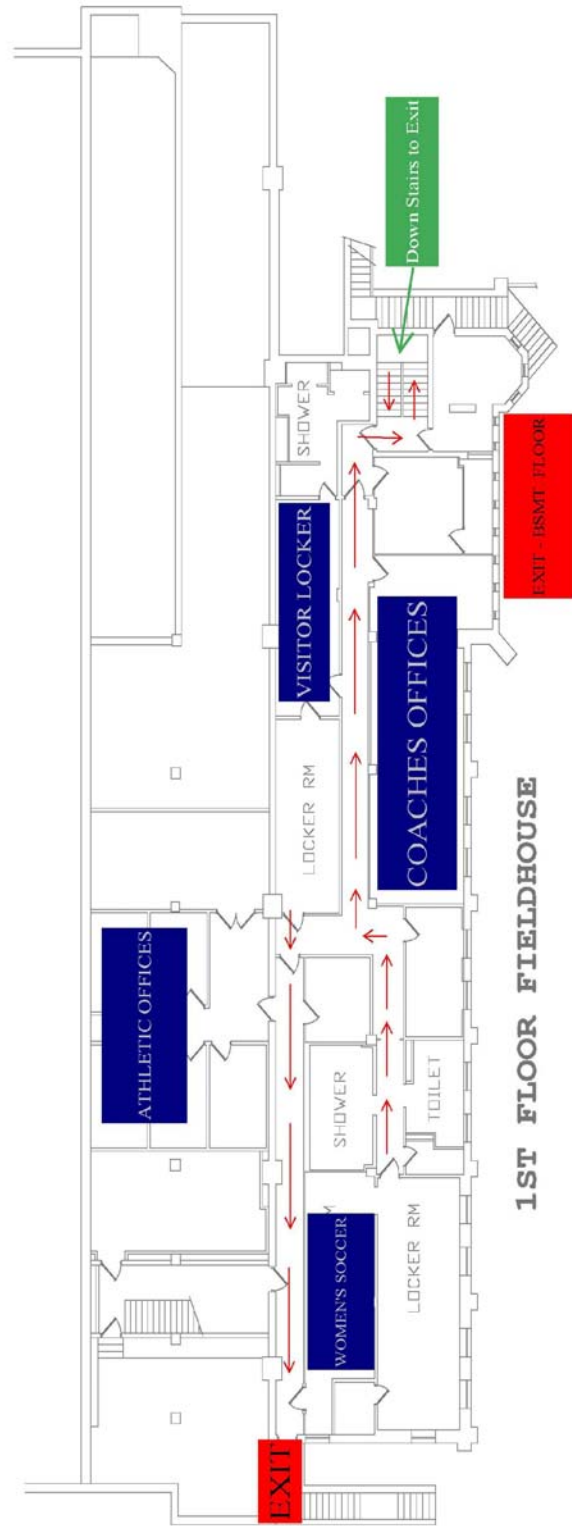 ATHLETIC OFFICES
EXIT
WOMEN'S SOCCER
LOCKER RM
SHOWER
TOILET
LOCKER RM
VISITOR LOCKER
SHOWER
COACHES OFFICES
Down Stairs to Exit
EXIT - BSMT FLOOR
1ST FLOOR FIELDHOUSE